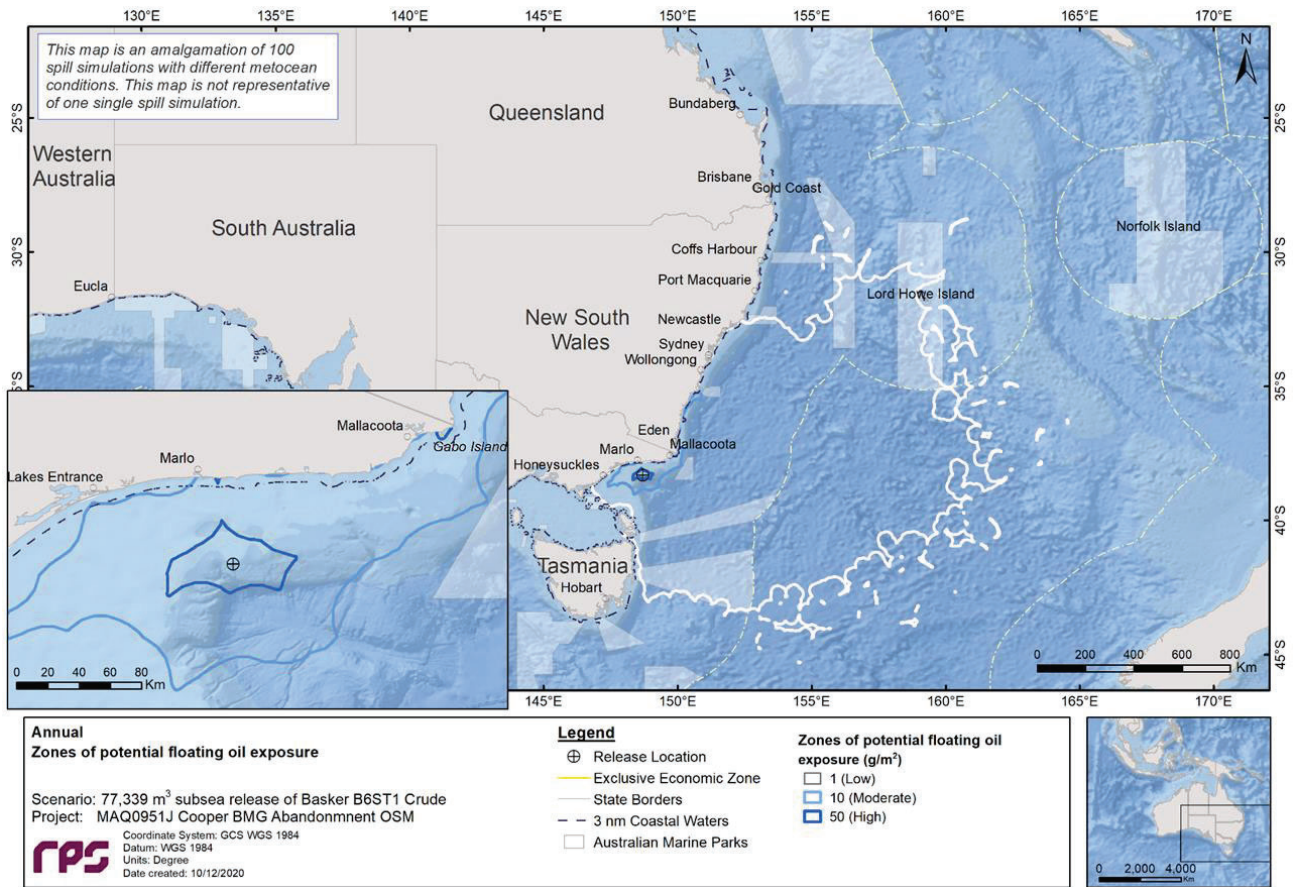 130°E 135°E 140°E 145°E 150°E 155°E 160°E 165°E 170°E
This map is an amalgamation of 100
spill simulations with different metocean
conditions. This map is not representative
of one single spill simulation.
N
25°S
25°S
Bundaberg
Queensland
Western
Australia
Brisbane
Gold Coast
South Australia
Norfolk Island
30°S
30°S
Coffs Harbour
Port Macquarie
Eucla
Lord Howe Island
New South
Wales
Newcastle
Sydney
Wollongong
5°S
35°S
Mallacoota
Gabo Island
Marlo
Lakes Entrance
Eden
Marlo
Mallacoota
Honeysuckles
40°S
Tasmania
Hobart
0 20 40 60 80
Km
0 200 400 600 800
Km
45°S
145°E 150°E 155°E 160°E 165°E 170°E
Annual
Zones of potential floating oil exposure
Scenario: 77,339 m³ subsea release of Basker B6ST1 Crude
Project: MAQ0951J Cooper BMG Abandonmnent OSM
rps
Coordinate System: GCS WGS 1984
Datum: WGS 1984
Units: Degree
Date created: 10/12/2020
Legend
Release Location
Exclusive Economic Zone
State Borders
3 nm Coastal Waters
Australian Marine Parks
Zones of potential floating oil
exposure (g/m²)
1 (Low)
10 (Moderate)
50 (High)
0 2,000 4,000
Km